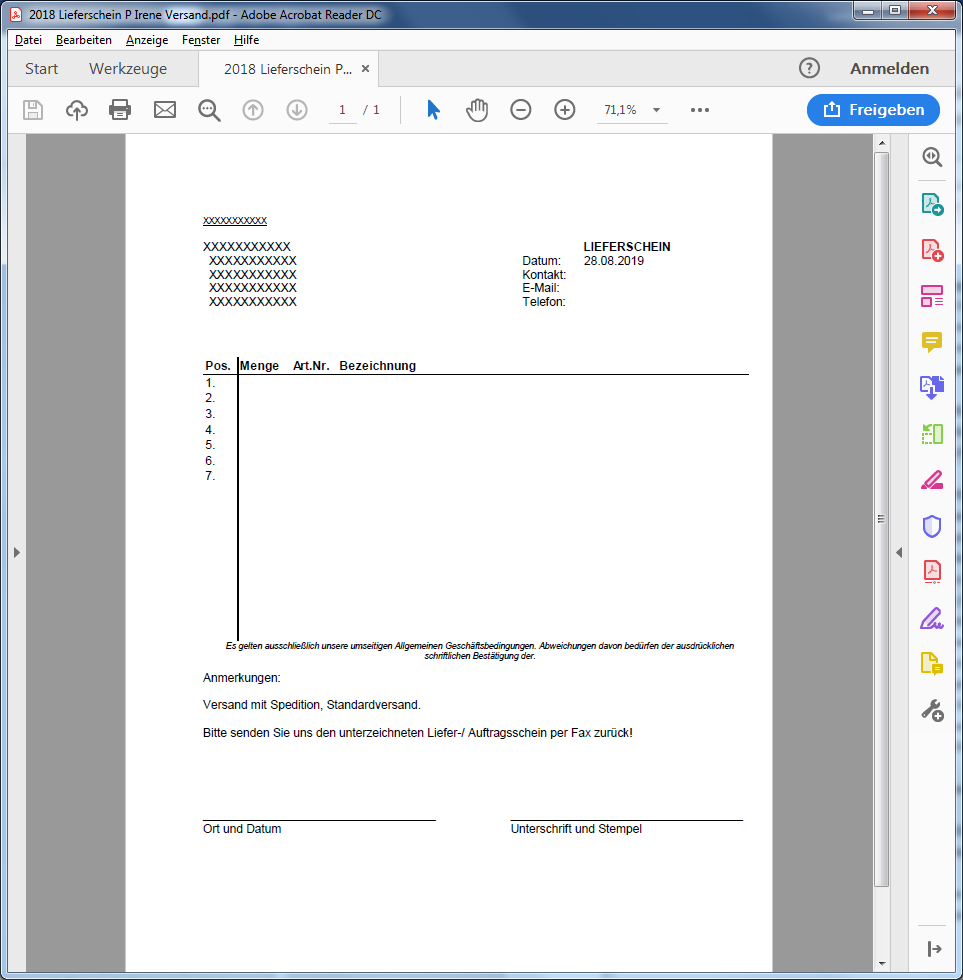 2018 Lieferschein P Irene Versand.pdf - Adobe Acrobat Reader DC
Datei Bearbeiten Anzeige Fenster Hilfe
Start Werkzeuge 2018 Lieferschein P... × ? Anmelden
1 / 1 71,1% Freigeben
XXXXXXXXXXX
XXXXXXXXXXX LIEFERSCHEIN
XXXXXXXXXXX Datum: 28.08.2019
XXXXXXXXXXX Kontakt:
XXXXXXXXXXX E-Mail:
XXXXXXXXXXX Telefon:
Pos. Menge Art.Nr. Bezeichnung
1.
2.
3.
4.
5.
6.
7.
Es gelten ausschließlich unsere umseitigen Allgemeinen Geschäftsbedingungen. Abweichungen davon bedürfen der ausdrücklichen
schriftlichen Bestätigung der.
Anmerkungen:
Versand mit Spedition, Standardversand.
Bitte senden Sie uns den unterzeichneten Liefer-/ Auftragsschein per Fax zurück!
Ort und Datum Unterschrift und Stempel